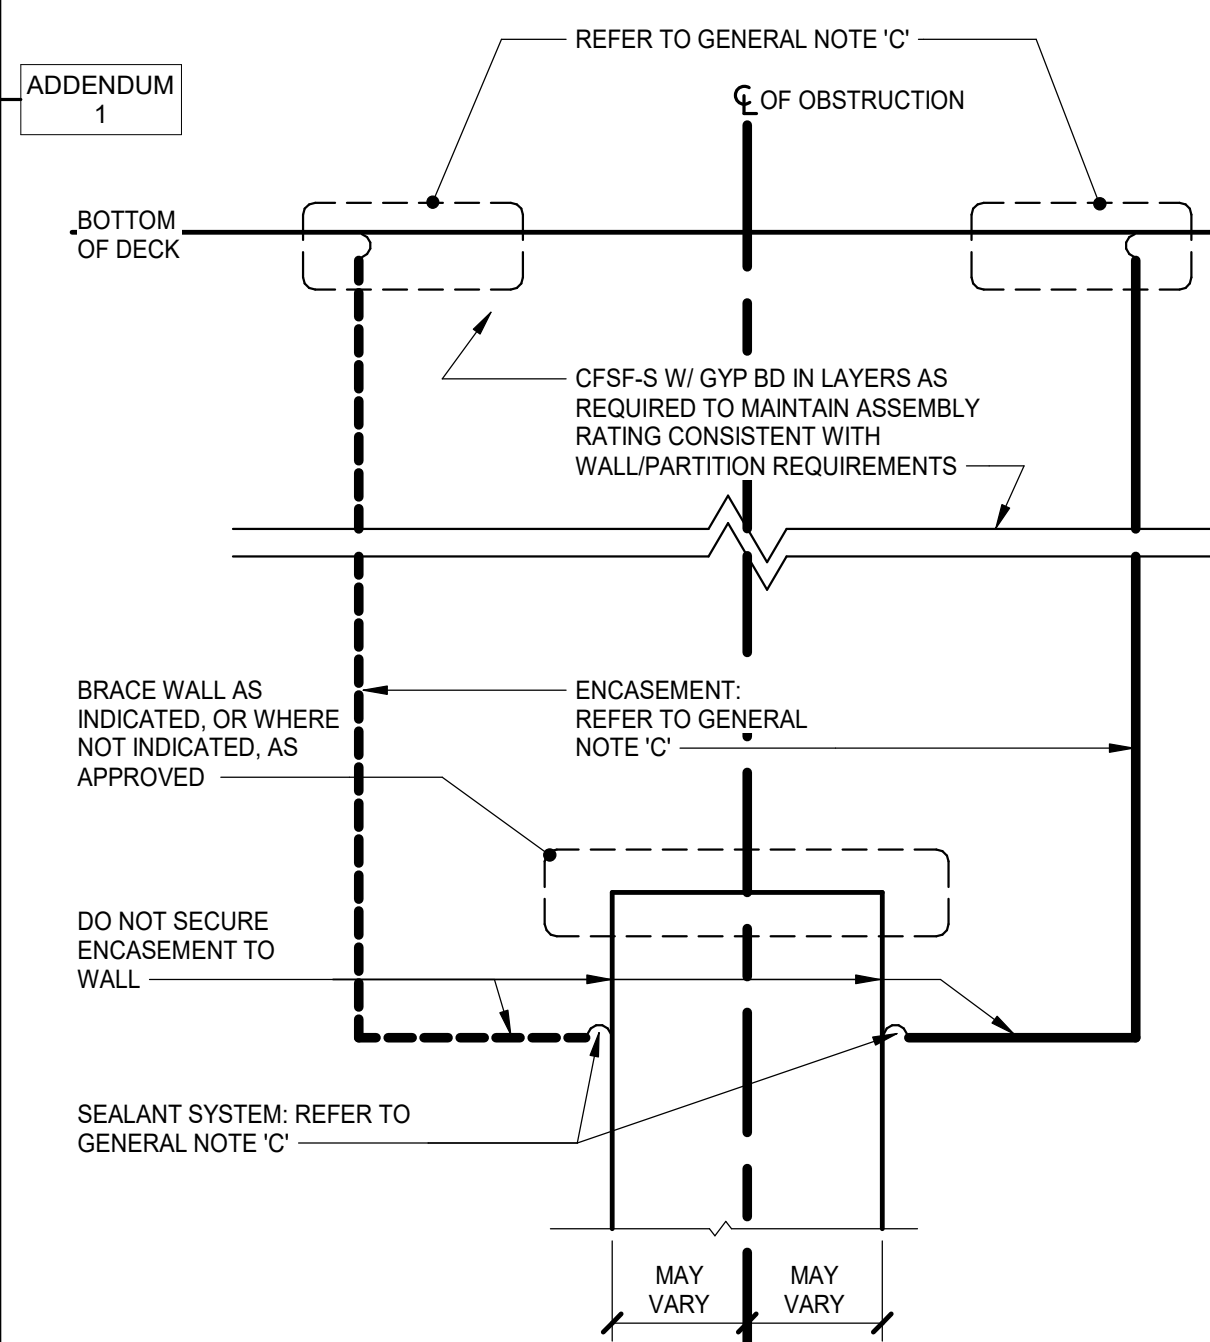 REFER TO GENERAL NOTE 'C'
ADDENDUM
1
℄ OF OBSTRUCTION
BOTTOM
OF DECK
CFSF-S W/ GYP BD IN LAYERS AS
REQUIRED TO MAINTAIN ASSEMBLY
RATING CONSISTENT WITH
WALL/PARTITION REQUIREMENTS
BRACE WALL AS
INDICATED, OR WHERE
NOT INDICATED, AS
APPROVED
ENCASEMENT:
REFER TO GENERAL
NOTE 'C'
DO NOT SECURE
ENCASEMENT TO
WALL
SEALANT SYSTEM: REFER TO
GENERAL NOTE 'C'
MAY
VARY
MAY
VARY